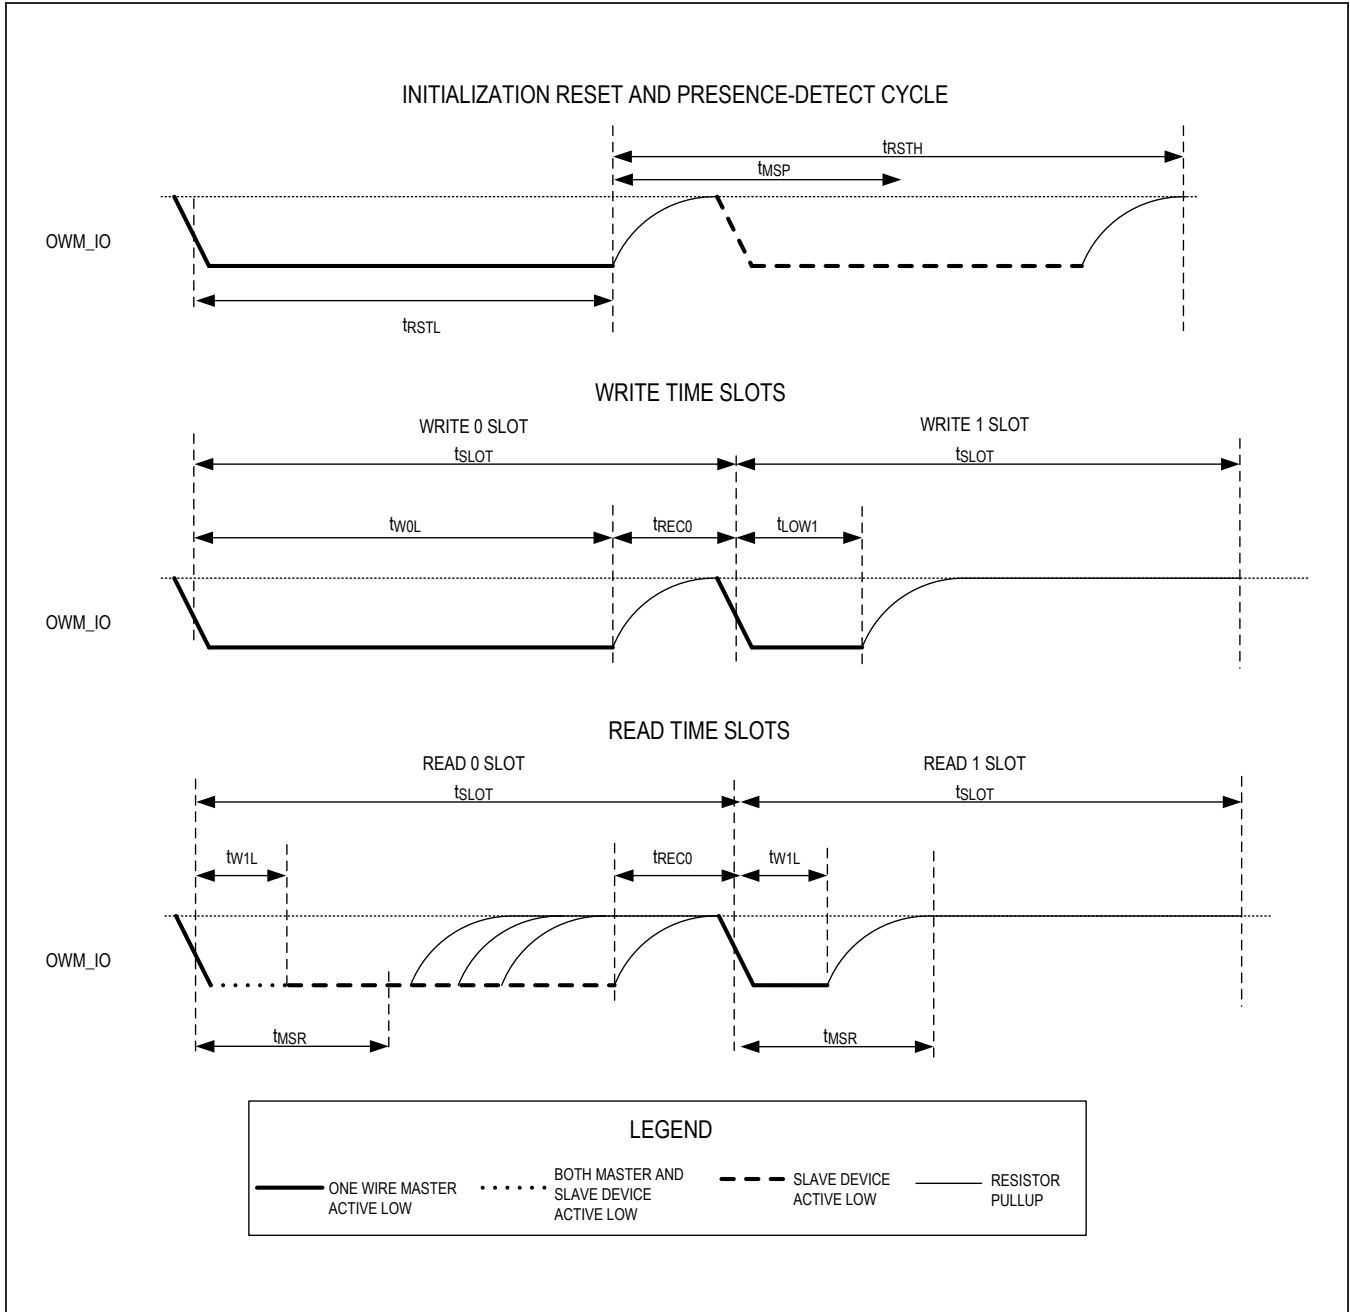 INITIALIZATION RESET AND PRESENCE-DETECT CYCLE
tRSTH
tMSP
OWM_IO
tRSTL
WRITE TIME SLOTS
WRITE 0 SLOT
WRITE 1 SLOT
tSLOT
tSLOT
tW0L
tREC0
tLOW1
OWM_IO
READ TIME SLOTS
READ 0 SLOT
READ 1 SLOT
tSLOT
tSLOT
tW1L
tREC0
tW1L
OWM_IO
tMSR
tMSR
LEGEND
ONE WIRE MASTER
ACTIVE LOW
BOTH MASTER AND
SLAVE DEVICE
ACTIVE LOW
SLAVE DEVICE
ACTIVE LOW
RESISTOR
PULLUP